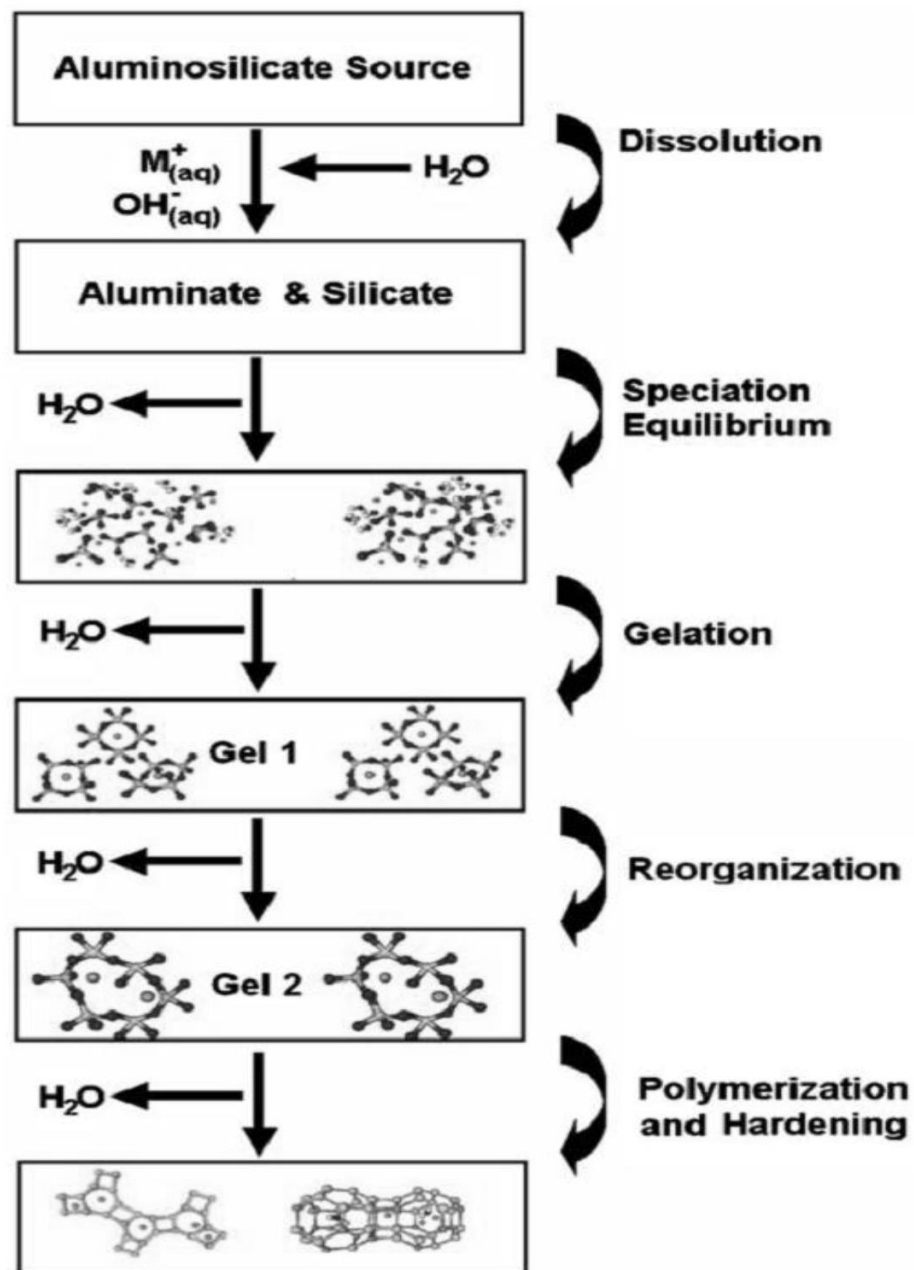 Aluminosilicate Source
Dissolution
M⁺(aq)
H₂O
OH⁻(aq)
Aluminate & Silicate
H₂O
Speciation
Equilibrium
H₂O
Gelation
Gel 1
H₂O
Reorganization
Gel 2
H₂O
Polymerization
and Hardening